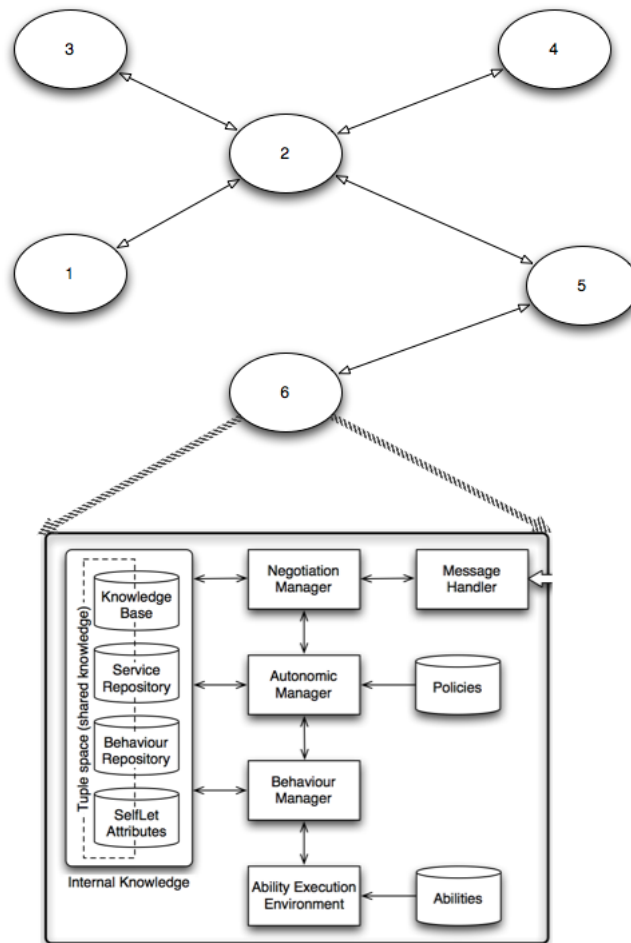 3
4
2
1
5
6
Tuple space (shared knowledge)
Knowledge
Base
Service
Repository
Behaviour
Repository
SelfLet
Attributes
Internal Knowledge
Negotiation
Manager
Message
Handler
Autonomic
Manager
Policies
Behaviour
Manager
Ability Execution
Environment
Abilities